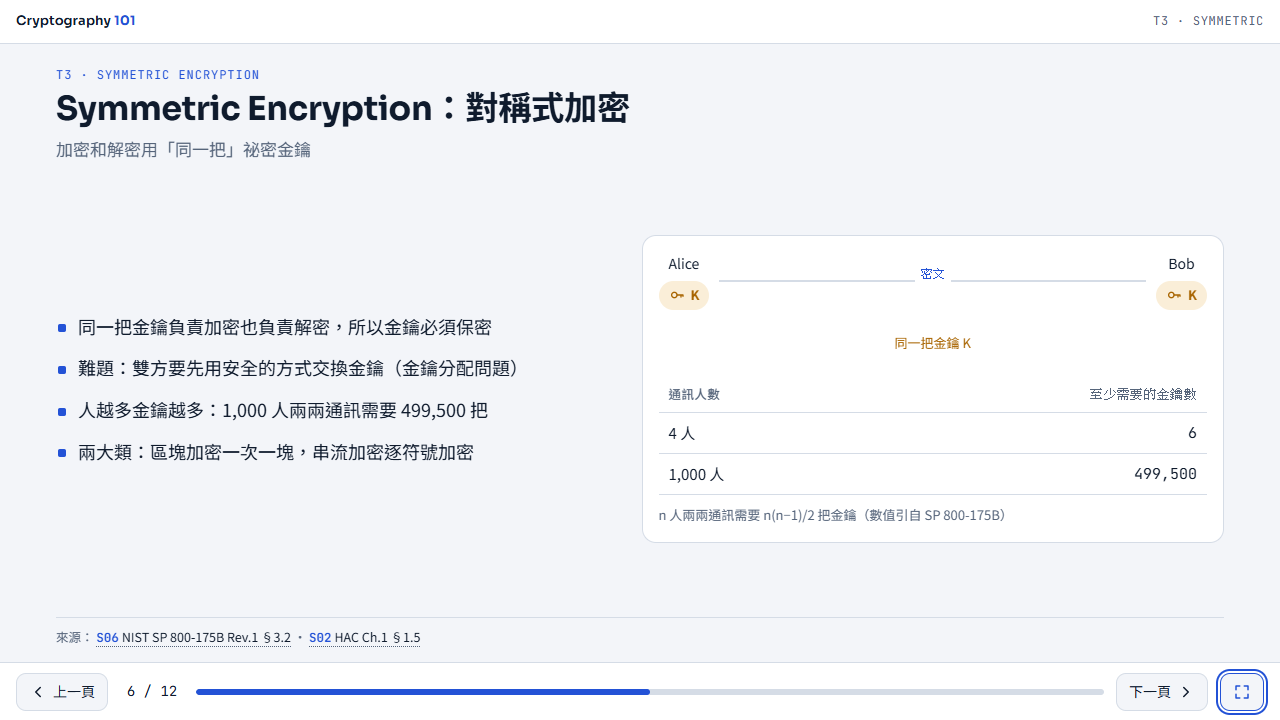 Cryptography 101
T3 · SYMMETRIC
T3 · SYMMETRIC ENCRYPTION
Symmetric Encryption：對稱式加密
加密和解密用「同一把」祕密金鑰
同一把金鑰負責加密也負責解密，所以金鑰必須保密
難題：雙方要先用安全的方式交換金鑰（金鑰分配問題）
人越多金鑰越多：1,000 人兩兩通訊需要 499,500 把
兩大類：區塊加密一次一塊，串流加密逐符號加密
Alice
密文
Bob
K
K
同一把金鑰 K
通訊人數
至少需要的金鑰數
4 人
6
1,000 人
499,500
n 人兩兩通訊需要 n(n−1)/2 把金鑰（數值引自 SP 800-175B）
來源： S06 NIST SP 800-175B Rev.1 §3.2 · S02 HAC Ch.1 §1.5
上一頁
6 / 12
下一頁